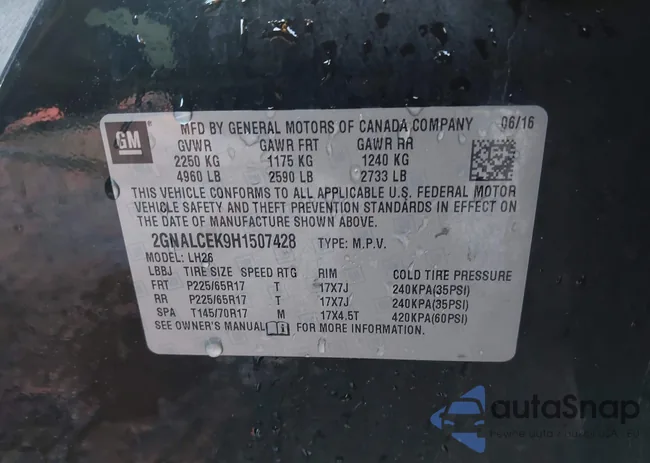 GM
MFD BY GENERAL MOTORS OF CANADA COMPANY 06/16
GVWR GAWR FRT GAWR RR
2250 KG 1175 KG 1240 KG
4960 LB 2590 LB 2733 LB
THIS VEHICLE CONFORMS TO ALL APPLICABLE U.S. FEDERAL MOTOR
VEHICLE SAFETY AND THEFT PREVENTION STANDARDS IN EFFECT ON
THE DATE OF MANUFACTURE SHOWN ABOVE.
2GNALCEK9H1507428 TYPE: M.P.V.
MODEL: LH26
LBBJ TIRE SIZE SPEED RTG RIM COLD TIRE PRESSURE
FRT P225/65R17 T 17X7J 240KPA(35PSI)
RR P225/65R17 T 17X7J 240KPA(35PSI)
SPA T145/70R17 M 17X4.5T 420KPA(60PSI)
SEE OWNER'S MANUAL FOR MORE INFORMATION.
autoSnap